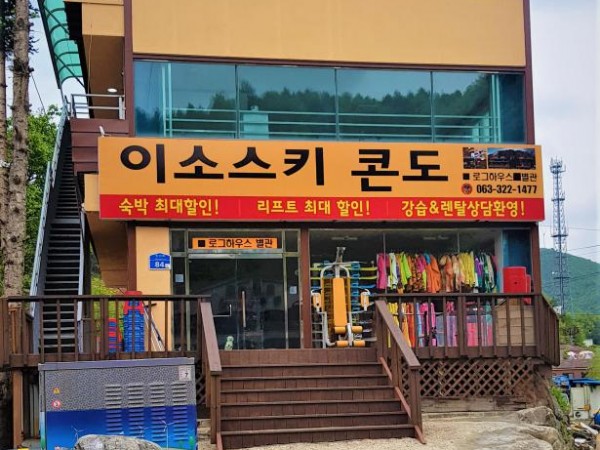 이소스키 콘도
■ 로그하우스■별관
063-322-1477
숙박 최대할인!
리프트 최대 할인!
강습&렌탈상담환영!
■ 로그하우스 별관
84